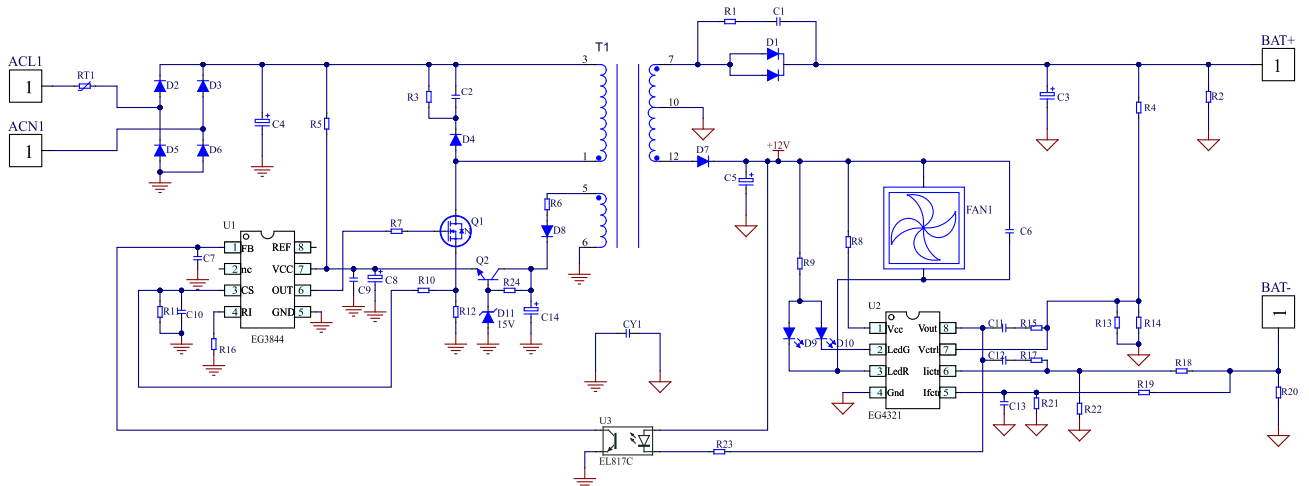 ACL1
1
RT1
ACN1
1
D2
D3
D5
D6
C4
R5
R3
C2
D4
T1
3
1
5
6
7
10
12
R1
C1
D1
BAT+
1
C3
R4
R2
D7
+12V
C5
R9
R8
FAN1
C6
U1
1 FB REF 8
2 nc VCC 7
3 CS OUT 6
4 RI GND 5
EG3844
C7
R11
C10
R16
R7
Q1
C9
C8
R10
R12
Q2
R6
D8
R24
D11
15V
C14
CY1
D9
D10
U2
1 Vcc Vout 8
2 LedG Vctrl 7
3 LedR Iictr 6
4 Gnd Ifctr 5
EG4321
C11
R15
C12
R17
R13
R14
BAT-
1
R18
R19
R20
C13
R21
R22
U3
EL817C
R23